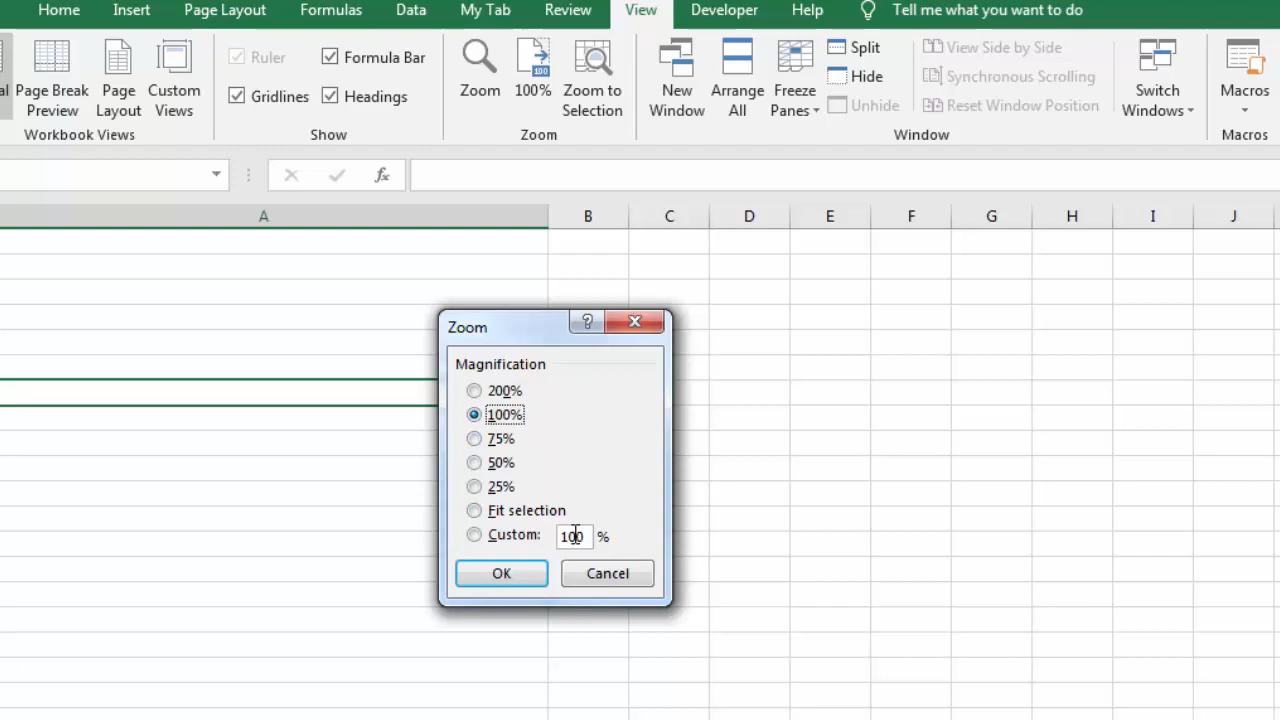 Home Insert Page Layout Formulas Data My Tab Review View Developer Help Tell me what you want to do
Ruler Formula Bar
Gridlines Headings
Page Break Preview
Page Layout
Custom Views
Workbook Views
Show
Zoom
100
100%
Zoom to Selection
Zoom
New Window
Arrange All
Freeze Panes
Split
Hide
Unhide
View Side by Side
Synchronous Scrolling
Reset Window Position
Switch Windows
Window
Macros
Macros
fx
A B C D E F G H I J
Zoom
?
Magnification
200%
100%
75%
50%
25%
Fit selection
Custom: 100 %
OK Cancel